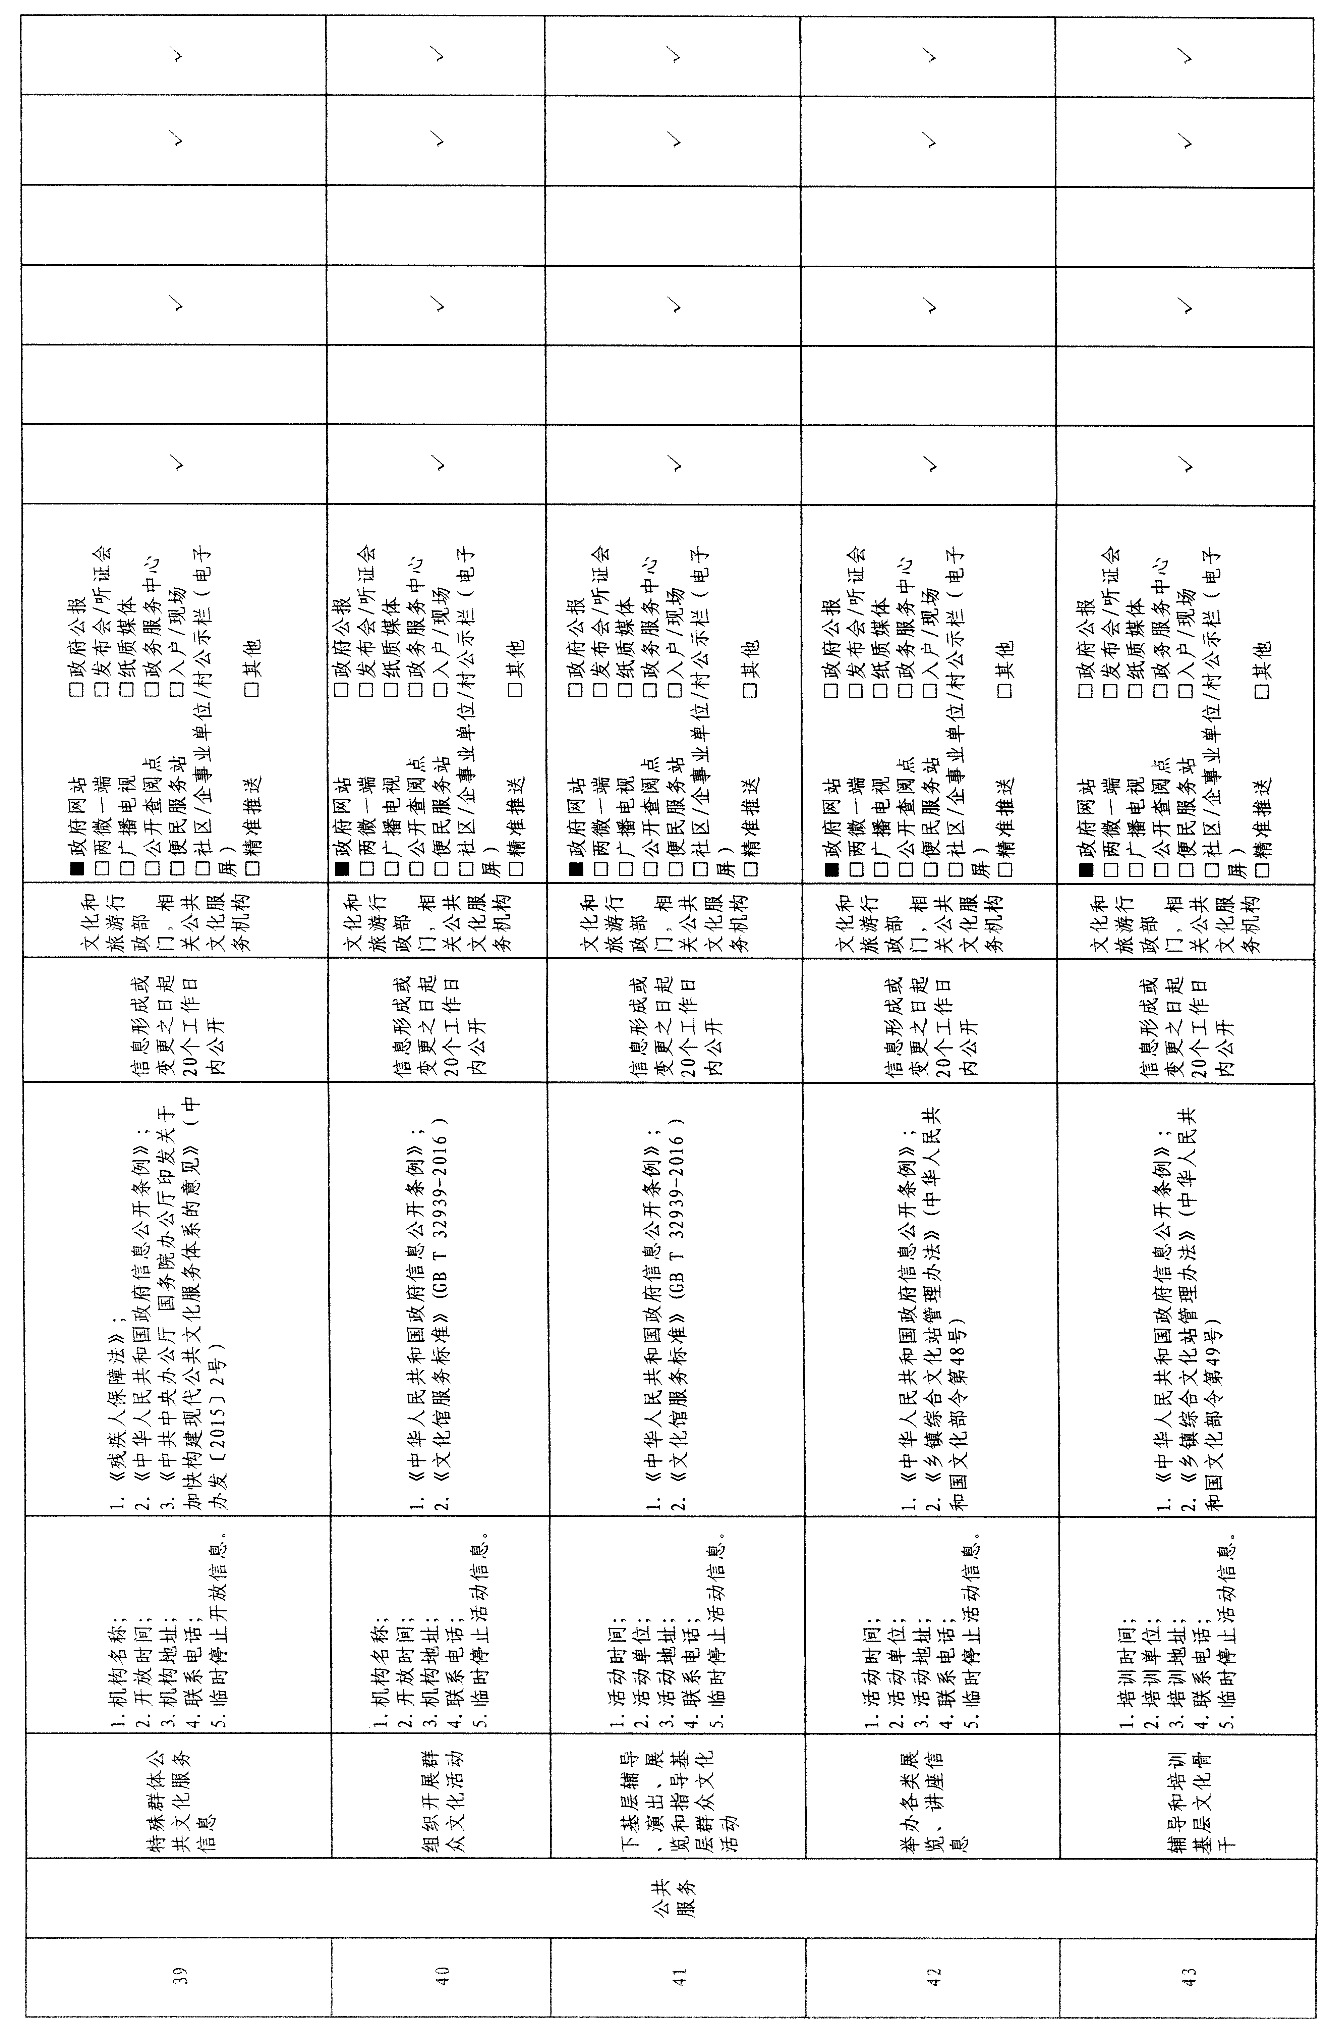 39
公共
服务
特殊群体公
共文化服务
信息
1.机构名称；
2.开放时间；
3.机构地址；
4.联系电话；
5.临时停止开放信息。
1.《残疾人保障法》；
2.《中华人民共和国政府信息公开条例》；
3.《中共中央办公厅 国务院办公厅印发关于
加快构建现代公共文化服务体系的意见》（中
办发〔2015〕2号）
信息形成或
变更之日起
20个工作日
内公开
文化和
旅游行
政部
门，相
关公共
文化服
务机构
■政府网站 □政府公报
□两微一端 □发布会/听证会
□广播电视 □纸质媒体
□公开查阅点 □政务服务中心
□便民服务站 □入户/现场
□社区/企事业单位/村公示栏（电子
屏）
□精准推送 □其他
√ √ √ √
40
组织开展群
众文化活动
1.机构名称；
2.开放时间；
3.机构地址；
4.联系电话；
5.临时停止活动信息。
1.《中华人民共和国政府信息公开条例》；
2.《文化馆服务标准》(GB T 32939-2016 )
信息形成或
变更之日起
20个工作日
内公开
文化和
旅游行
政部
门，相
关公共
文化服
务机构
■政府网站 □政府公报
□两微一端 □发布会/听证会
□广播电视 □纸质媒体
□公开查阅点 □政务服务中心
□便民服务站 □入户/现场
□社区/企事业单位/村公示栏（电子
屏）
□精准推送 □其他
√ √ √ √
41
下基层辅导
、演出、展
览和指导基
层群众文化
活动
1.活动时间；
2.活动单位；
3.活动地址；
4.联系电话；
5.临时停止活动信息。
1.《中华人民共和国政府信息公开条例》；
2.《文化馆服务标准》(GB T 32939-2016 )
信息形成或
变更之日起
20个工作日
内公开
文化和
旅游行
政部
门，相
关公共
文化服
务机构
■政府网站 □政府公报
□两微一端 □发布会/听证会
□广播电视 □纸质媒体
□公开查阅点 □政务服务中心
□便民服务站 □入户/现场
□社区/企事业单位/村公示栏（电子
屏）
□精准推送 □其他
√ √ √ √
42
举办各类展
览、讲座信
息
1.活动时间；
2.活动单位；
3.活动地址；
4.联系电话；
5.临时停止活动信息。
1.《中华人民共和国政府信息公开条例》；
2.《乡镇综合文化站管理办法》（中华人民共
和国文化部令第48号）
信息形成或
变更之日起
20个工作日
内公开
文化和
旅游行
政部
门，相
关公共
文化服
务机构
■政府网站 □政府公报
□两微一端 □发布会/听证会
□广播电视 □纸质媒体
□公开查阅点 □政务服务中心
□便民服务站 □入户/现场
□社区/企事业单位/村公示栏（电子
屏）
□精准推送 □其他
√ √ √ √
43
辅导和培训
基层文化骨
干
1.培训时间；
2.培训单位；
3.培训地址；
4.联系电话；
5.临时停止活动信息。
1.《中华人民共和国政府信息公开条例》；
2.《乡镇综合文化站管理办法》（中华人民共
和国文化部令第49号）
信息形成或
变更之日起
20个工作日
内公开
文化和
旅游行
政部
门，相
关公共
文化服
务机构
■政府网站 □政府公报
□两微一端 □发布会/听证会
□广播电视 □纸质媒体
□公开查阅点 □政务服务中心
□便民服务站 □入户/现场
□社区/企事业单位/村公示栏（电子
屏）
□精准推送 □其他
√ √ √ √